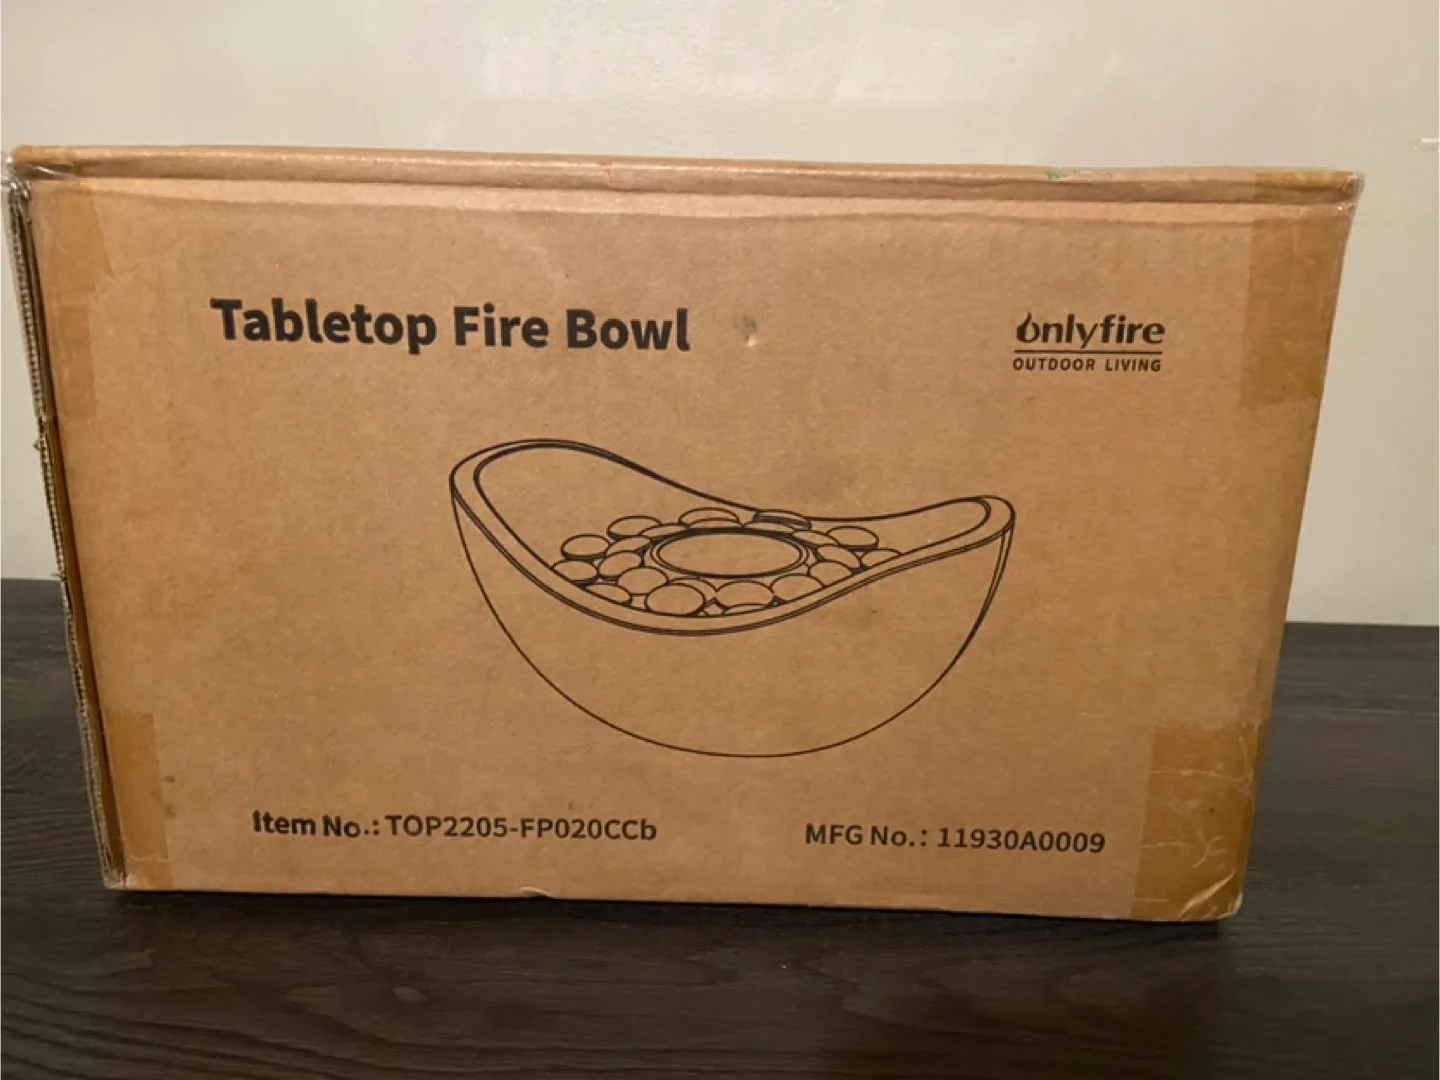 Tabletop Fire Bowl
onlyfire
OUTDOOR LIVING
Item No.: TOP2205-FP020CCb
MFG No.: 11930A0009